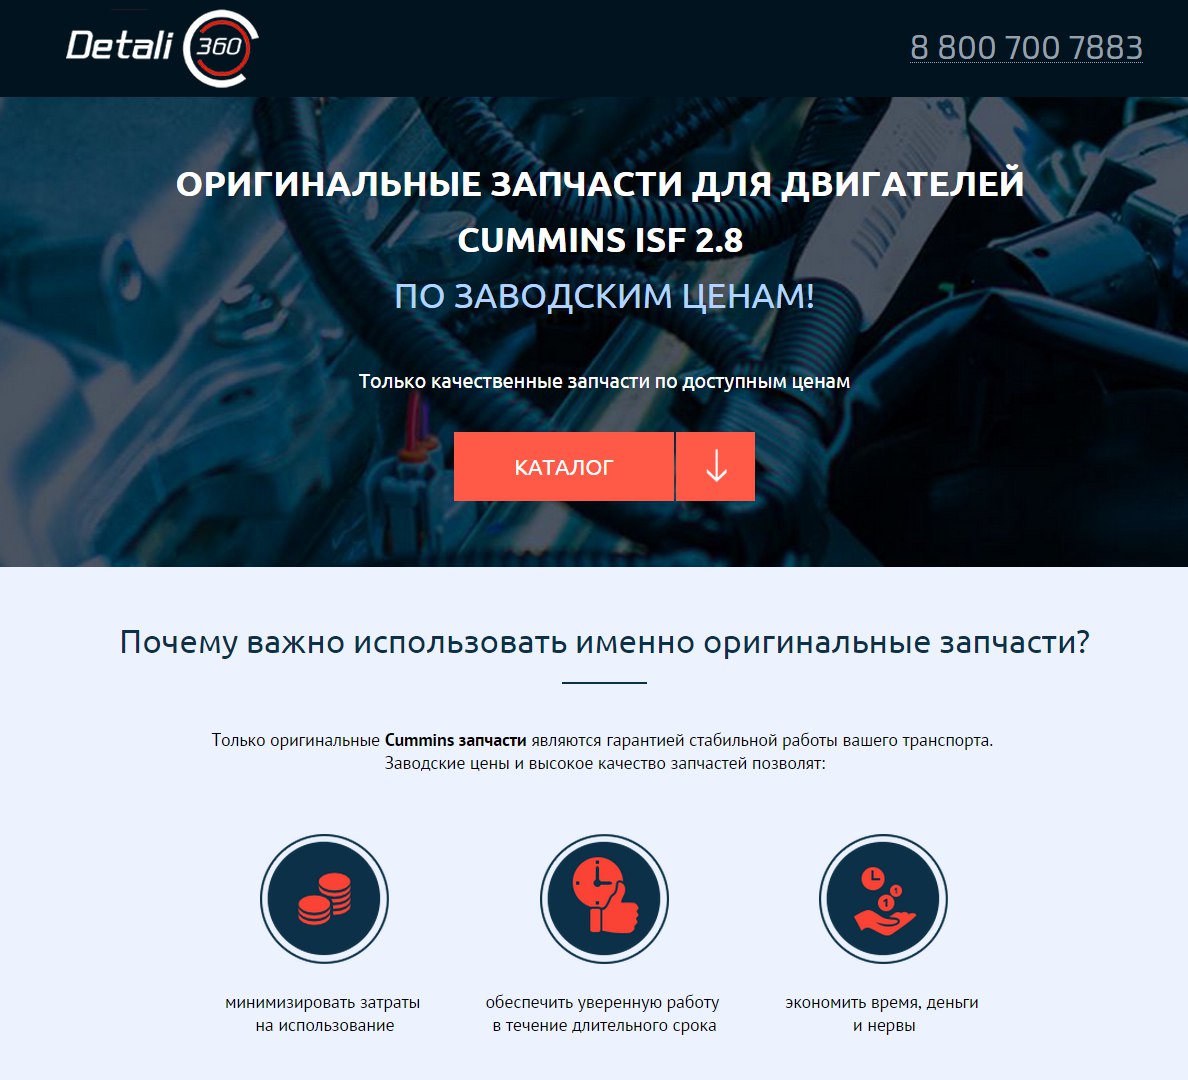 Detali 360
8 800 700 7883
ОРИГИНАЛЬНЫЕ ЗАПЧАСТИ ДЛЯ ДВИГАТЕЛЕЙ
CUMMINS ISF 2.8
ПО ЗАВОДСКИМ ЦЕНАМ!
Только качественные запчасти по доступным ценам
КАТАЛОГ
Почему важно использовать именно оригинальные запчасти?
Только оригинальные Cummins запчасти являются гарантией стабильной работы вашего транспорта.
Заводские цены и высокое качество запчастей позволят:
1
1
минимизировать затраты
на использование
обеспечить уверенную работу
в течение длительного срока
экономить время, деньги
и нервы